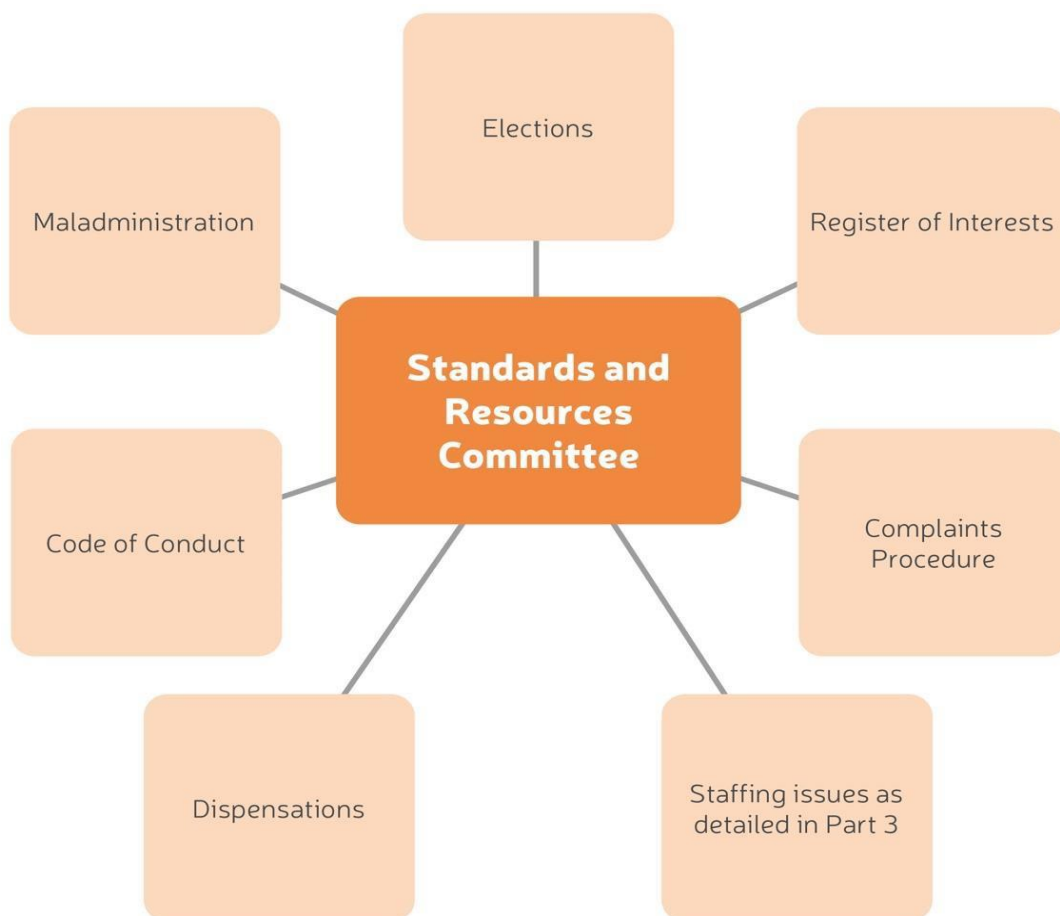 Elections
Maladministration
Register of Interests
Standards and
Resources
Committee
Code of Conduct
Complaints
Procedure
Dispensations
Staffing issues as
detailed in Part 3